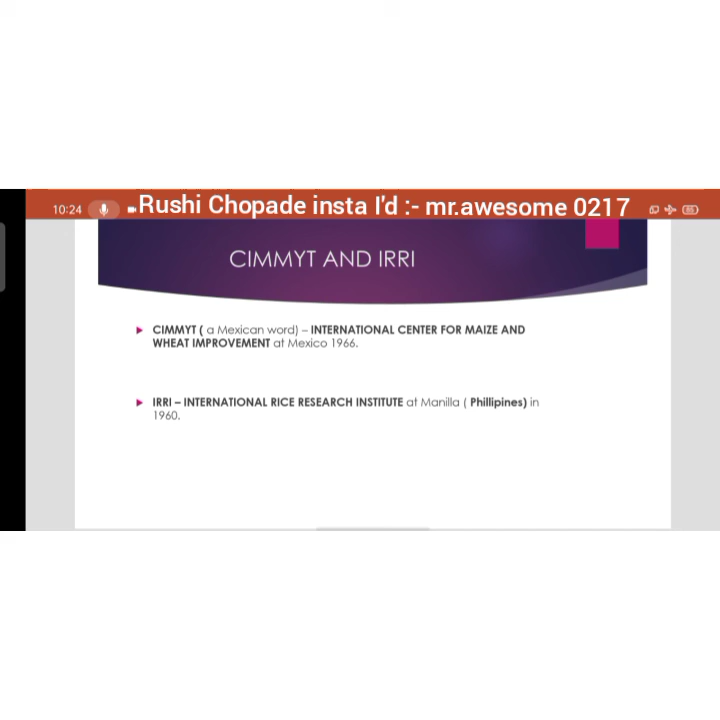 10:24
Rushi Chopade insta I'd :- mr.awesome 0217
86
CIMMYT AND IRRI
CIMMYT ( a Mexican word) – INTERNATIONAL CENTER FOR MAIZE AND
WHEAT IMPROVEMENT at Mexico 1966.
IRRI – INTERNATIONAL RICE RESEARCH INSTITUTE at Manilla ( Phillipines) in
1960.